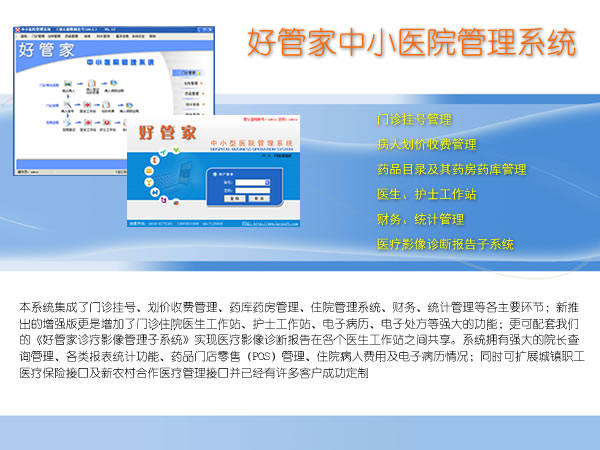 好管家中小医院管理系统
好管家
中小医院管理系统
好管家
中小型医院管理系统
HOSPITAL BUSINESS OPERATION SYSTEM
门诊挂号管理
病人划价收费管理
药品目录及其药房药库管理
医生、护士工作站
财务、统计管理
医疗影像诊断报告子系统
本系统集成了门诊挂号、划价收费管理、药库药房管理、住院管理系统、财务、统计管理等各主要环节；新推
出的增强版更是增加了门诊住院医生工作站、护士工作站、电子病历、电子处方等强大的功能；更可配套我们
的《好管家诊疗影像管理子系统》实现医疗影像诊断报告在各个医生工作站之间共享。系统拥有强大的院长查
询管理、各类报表统计功能、药品门店零售（POS）管理、住院病人费用及电子病历情况；同时可扩展城镇职工
医疗保险接口及新农村合作医疗管理接口并已经有许多客户成功定制